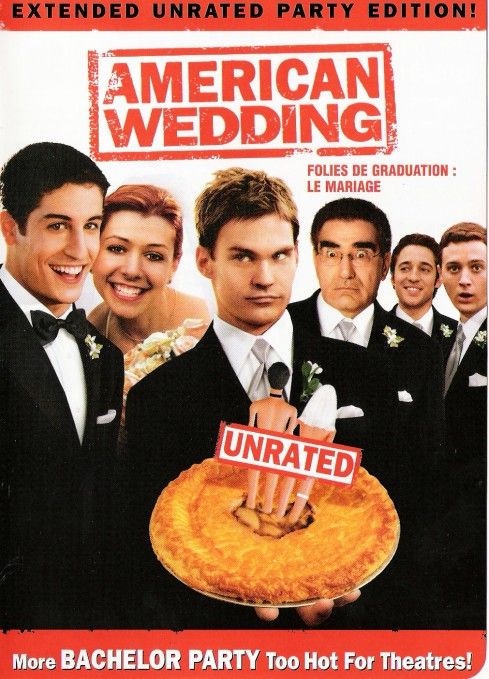 EXTENDED UNRATED PARTY EDITION!
AMERICAN
WEDDING
FOLIES DE GRADUATION :
LE MARIAGE
UNRATED
More BACHELOR PARTY Too Hot For Theatres!